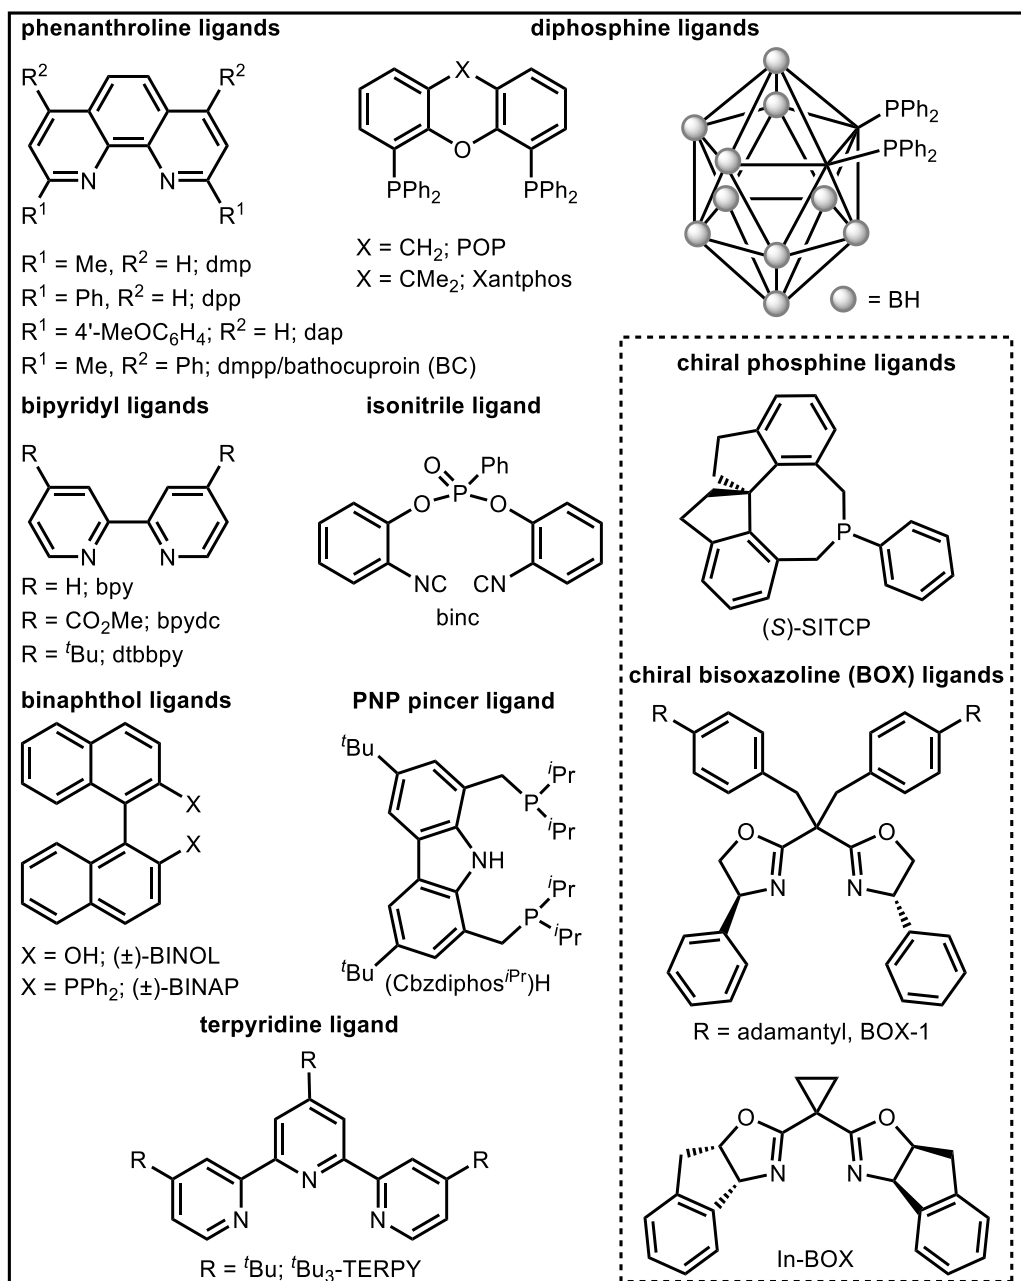 phenanthroline ligands
diphosphine ligands
R² R²
N N
R¹ R¹
X
O
PPh₂ PPh₂
PPh₂
PPh₂
R¹ = Me, R² = H; dmp
R¹ = Ph, R² = H; dpp
R¹ = 4'-MeOC₆H₄; R² = H; dap
R¹ = Me, R² = Ph; dmpp/bathocuproin (BC)
X = CH₂; POP
X = CMe₂; Xantphos
= BH
bipyridyl ligands
R R
N N
R = H; bpy
R = CO₂Me; bpydc
R = ᵗBu; dtbbpy
isonitrile ligand
O Ph
O P O
NC CN
binc
chiral phosphine ligands
P
(S)-SITCP
binaphthol ligands
X
X
X = OH; (±)-BINOL
X = PPh₂; (±)-BINAP
PNP pincer ligand
ᵗBu
ⁱPr
P
ⁱPr
NH
ⁱPr
P
ⁱPr
ᵗBu
(Cbzdiphosⁱᴾʳ)H
chiral bisoxazoline (BOX) ligands
R R
O O
N N
R = adamantyl, BOX-1
terpyridine ligand
R
R R
N
N N
R = ᵗBu; ᵗBu₃-TERPY
O O
N N
In-BOX